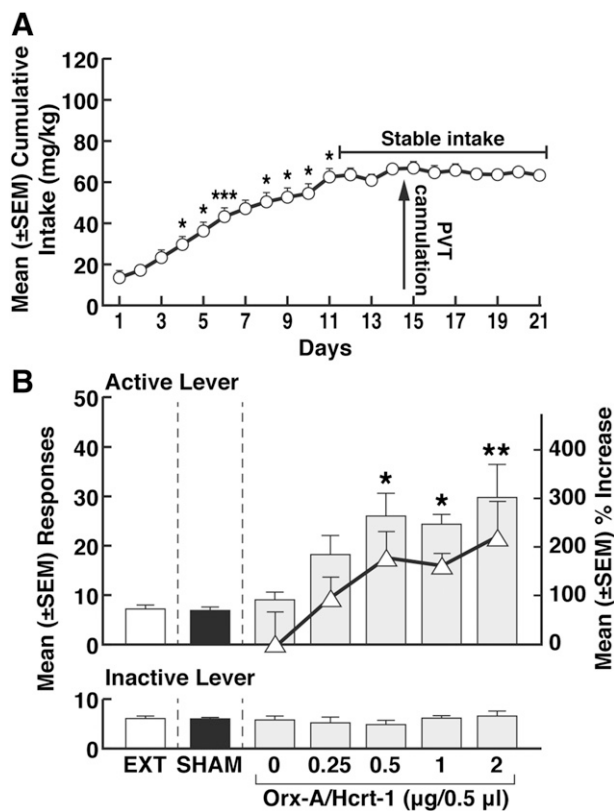 A
Mean (±SEM) Cumulative
Intake (mg/kg)
120
100
80
60
40
20
0
* * *** * * * *
Stable intake
PVT
cannulation
1 3 5 7 9 11 13 15 17 19 21
Days
B
Active Lever
Mean (±SEM) Responses
50
40
30
20
10
0
* * **
400
300
200
100
0
Mean (±SEM) % Increase
Inactive Lever
10
0
EXT SHAM 0 0.25 0.5 1 2
Orx-A/Hcrt-1 (µg/0.5 µl)